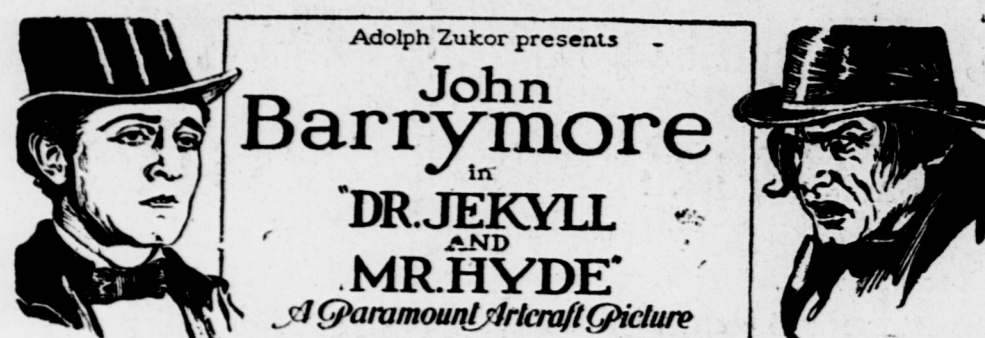 Adolph Zukor presents
John
Barrymore
in
"DR. JEKYLL
AND
MR. HYDE"
A Paramount Artcraft Picture